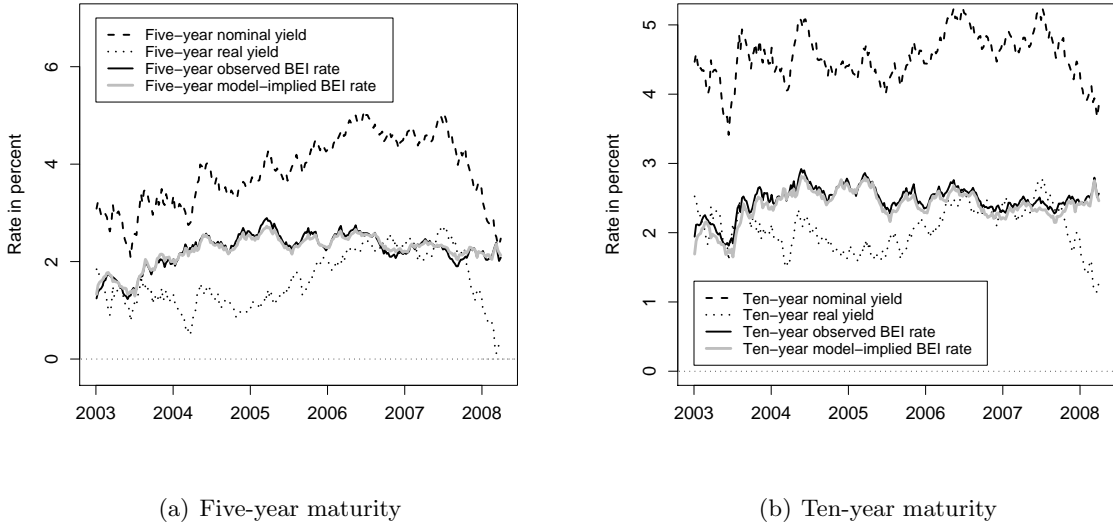 Rate in percent
6
4
2
0
Five−year nominal yield
Five−year real yield
Five−year observed BEI rate
Five−year model−implied BEI rate
2003 2004 2005 2006 2007 2008
(a) Five-year maturity
Rate in percent
5
4
3
2
1
0
Ten−year nominal yield
Ten−year real yield
Ten−year observed BEI rate
Ten−year model−implied BEI rate
2003 2004 2005 2006 2007 2008
(b) Ten-year maturity